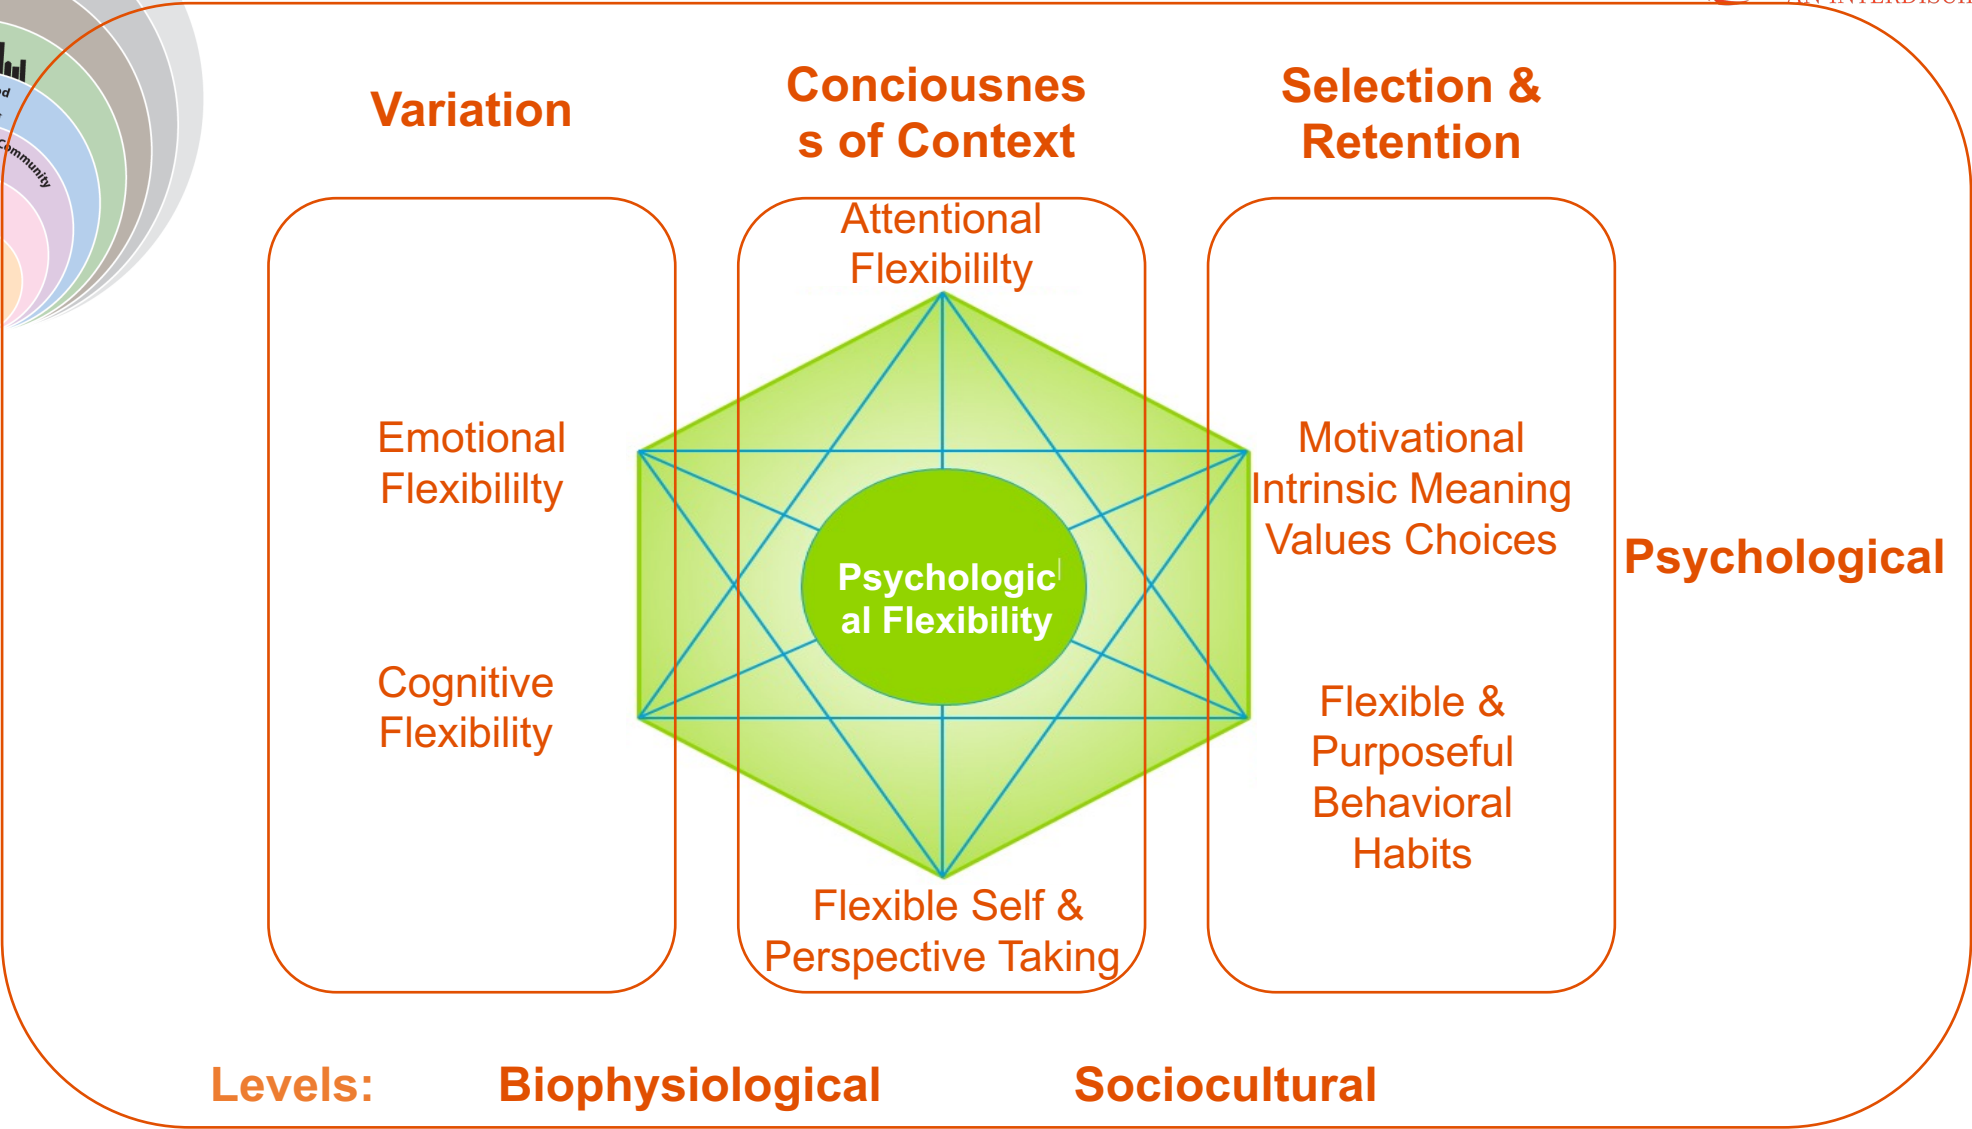 Community
Variation
Conciousnes
s of Context
Selection &
Retention
Attentional
Flexibililty
Emotional
Flexibililty
Motivational
Intrinsic Meaning
Values Choices
Psychological
Psychologic
al Flexibility
Cognitive
Flexibility
Flexible &
Purposeful
Behavioral
Habits
Flexible Self &
Perspective Taking
Levels:
Biophysiological
Sociocultural